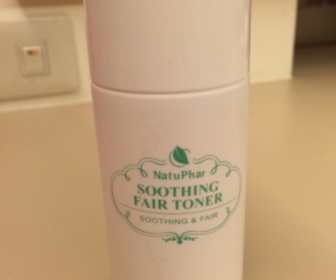 NatuPhar
SOOTHING
FAIR TONER
SOOTHING & FAIR